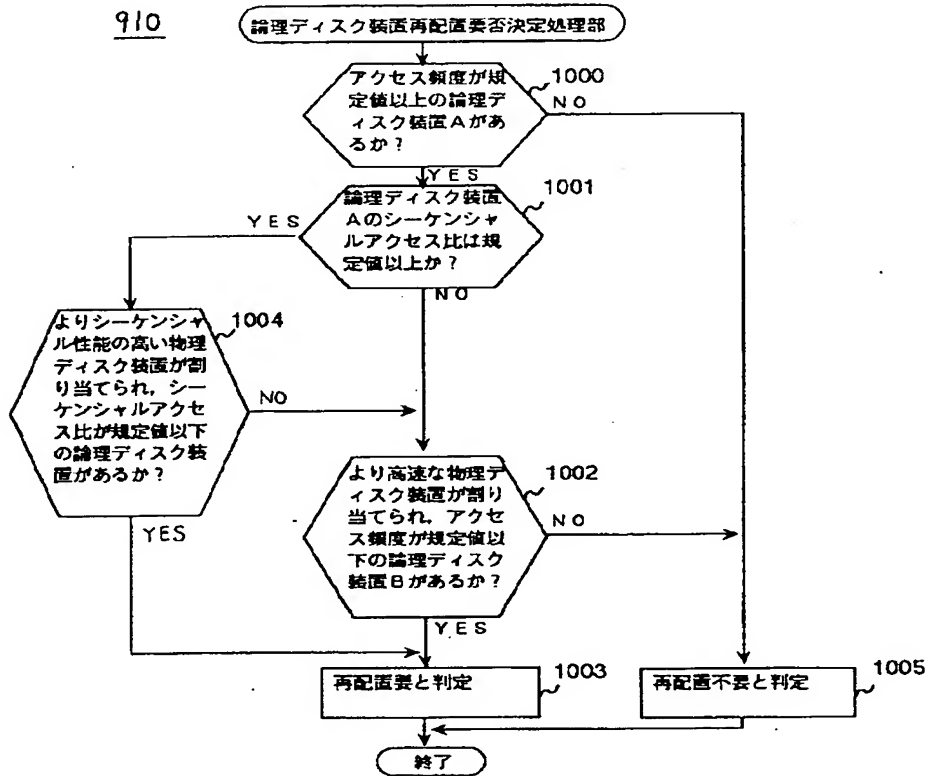 910
論理ディスク装置再配置要否決定処理部
1000
アクセス頻度が規
定値以上の論理デ
ィスク装置Aがあ
るか？
NO
YES
1001
論理ディスク装置
Aのシーケンシャ
ルアクセス比は規
定値以上か？
YES
NO
1004
よりシーケンシャ
ル性能の高い物理
ディスク装置が割
り当てられ，シー
ケンシャルアクセ
ス比が規定値以下
の論理ディスク装
置があるか？
NO
YES
1002
より高速な物理デ
ィスク装置が割り
当てられ，アクセ
ス頻度が規定値以
下の論理ディスク
装置Bがあるか？
NO
YES
再配置要と判定
1003
再配置不要と判定
1005
終了